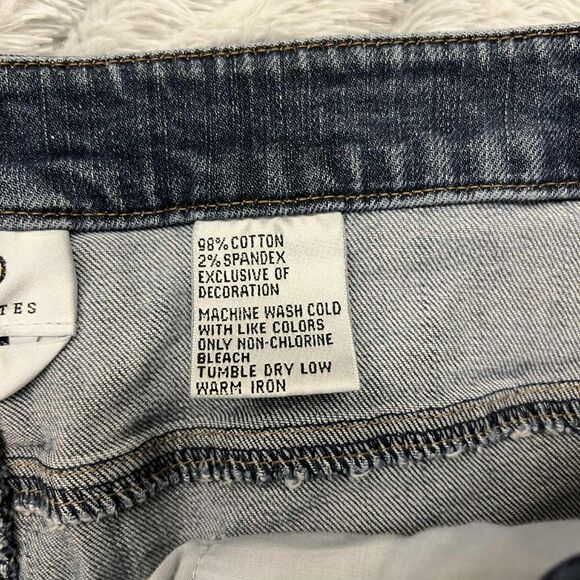 98% COTTON
2% SPANDEX
EXCLUSIVE OF
DECORATION
MACHINE WASH COLD
WITH LIKE COLORS
ONLY NON-CHLORINE
BLEACH
TUMBLE DRY LOW
WARM IRON
TES